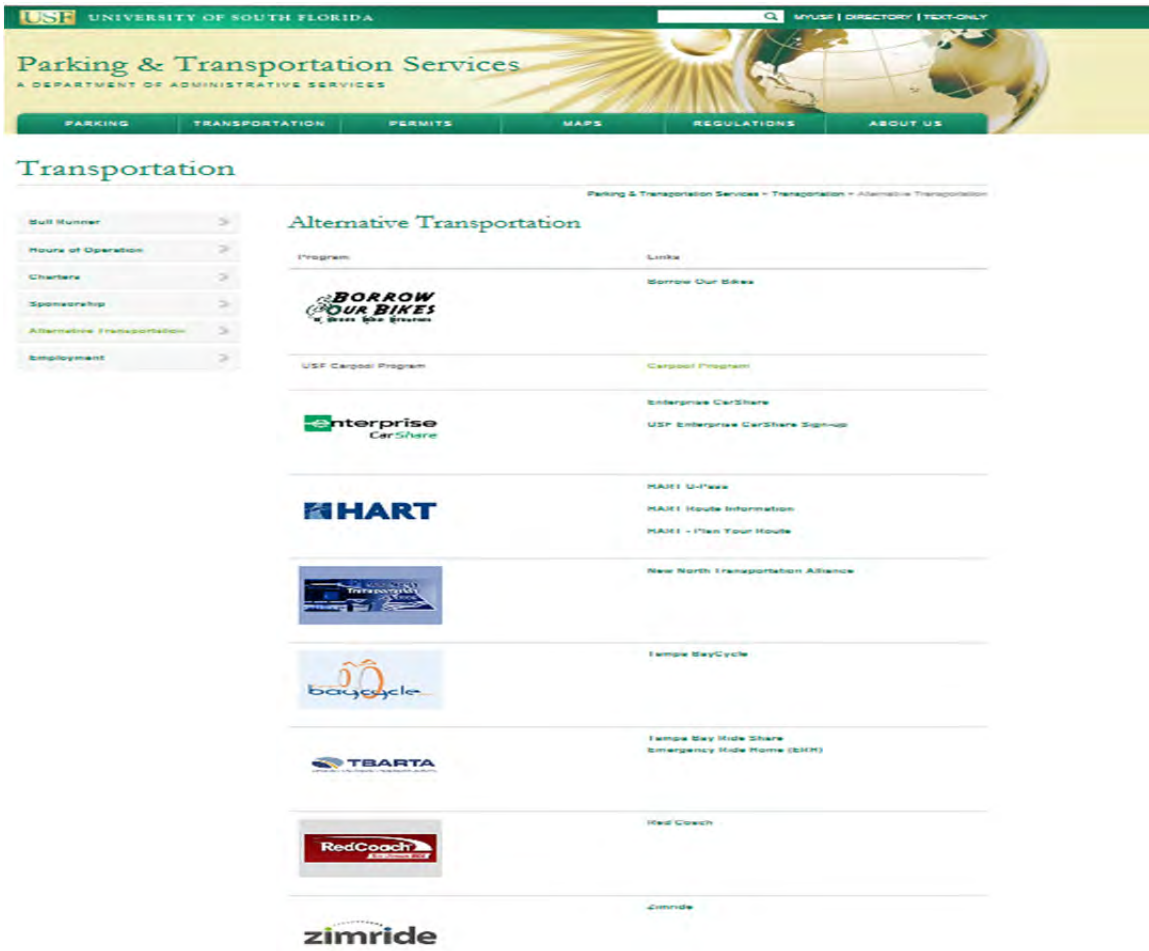 USF UNIVERSITY OF SOUTH FLORIDA
MYUSF | DIRECTORY | TEXT-ONLY
Parking & Transportation Services
A DEPARTMENT OF ADMINISTRATIVE SERVICES
PARKING TRANSPORTATION PERMITS MAPS REGULATIONS ABOUT US
Transportation
Parking & Transportation Services > Transportation > Alternative Transportation
Bull Runner
Hours of Operation
Charters
Sponsorship
Alternative Transportation
Employment
Alternative Transportation
Program Links
BORROW
OUR BIKES
Borrow Our Bikes
USF Carpool Program Carpool Program
enterprise
CarShare
Enterprise CarShare
USF Enterprise CarShare Sign-up
HART
HART U-Pass
HART Route Information
HART - Plan Your Route
Transportation
New North Transportation Alliance
baycycle
Tampa BayCycle
TBARTA
Tampa Bay Ride Share
Emergency Ride Home (ERH)
RedCoach
Red Coach
zimride
Zimride